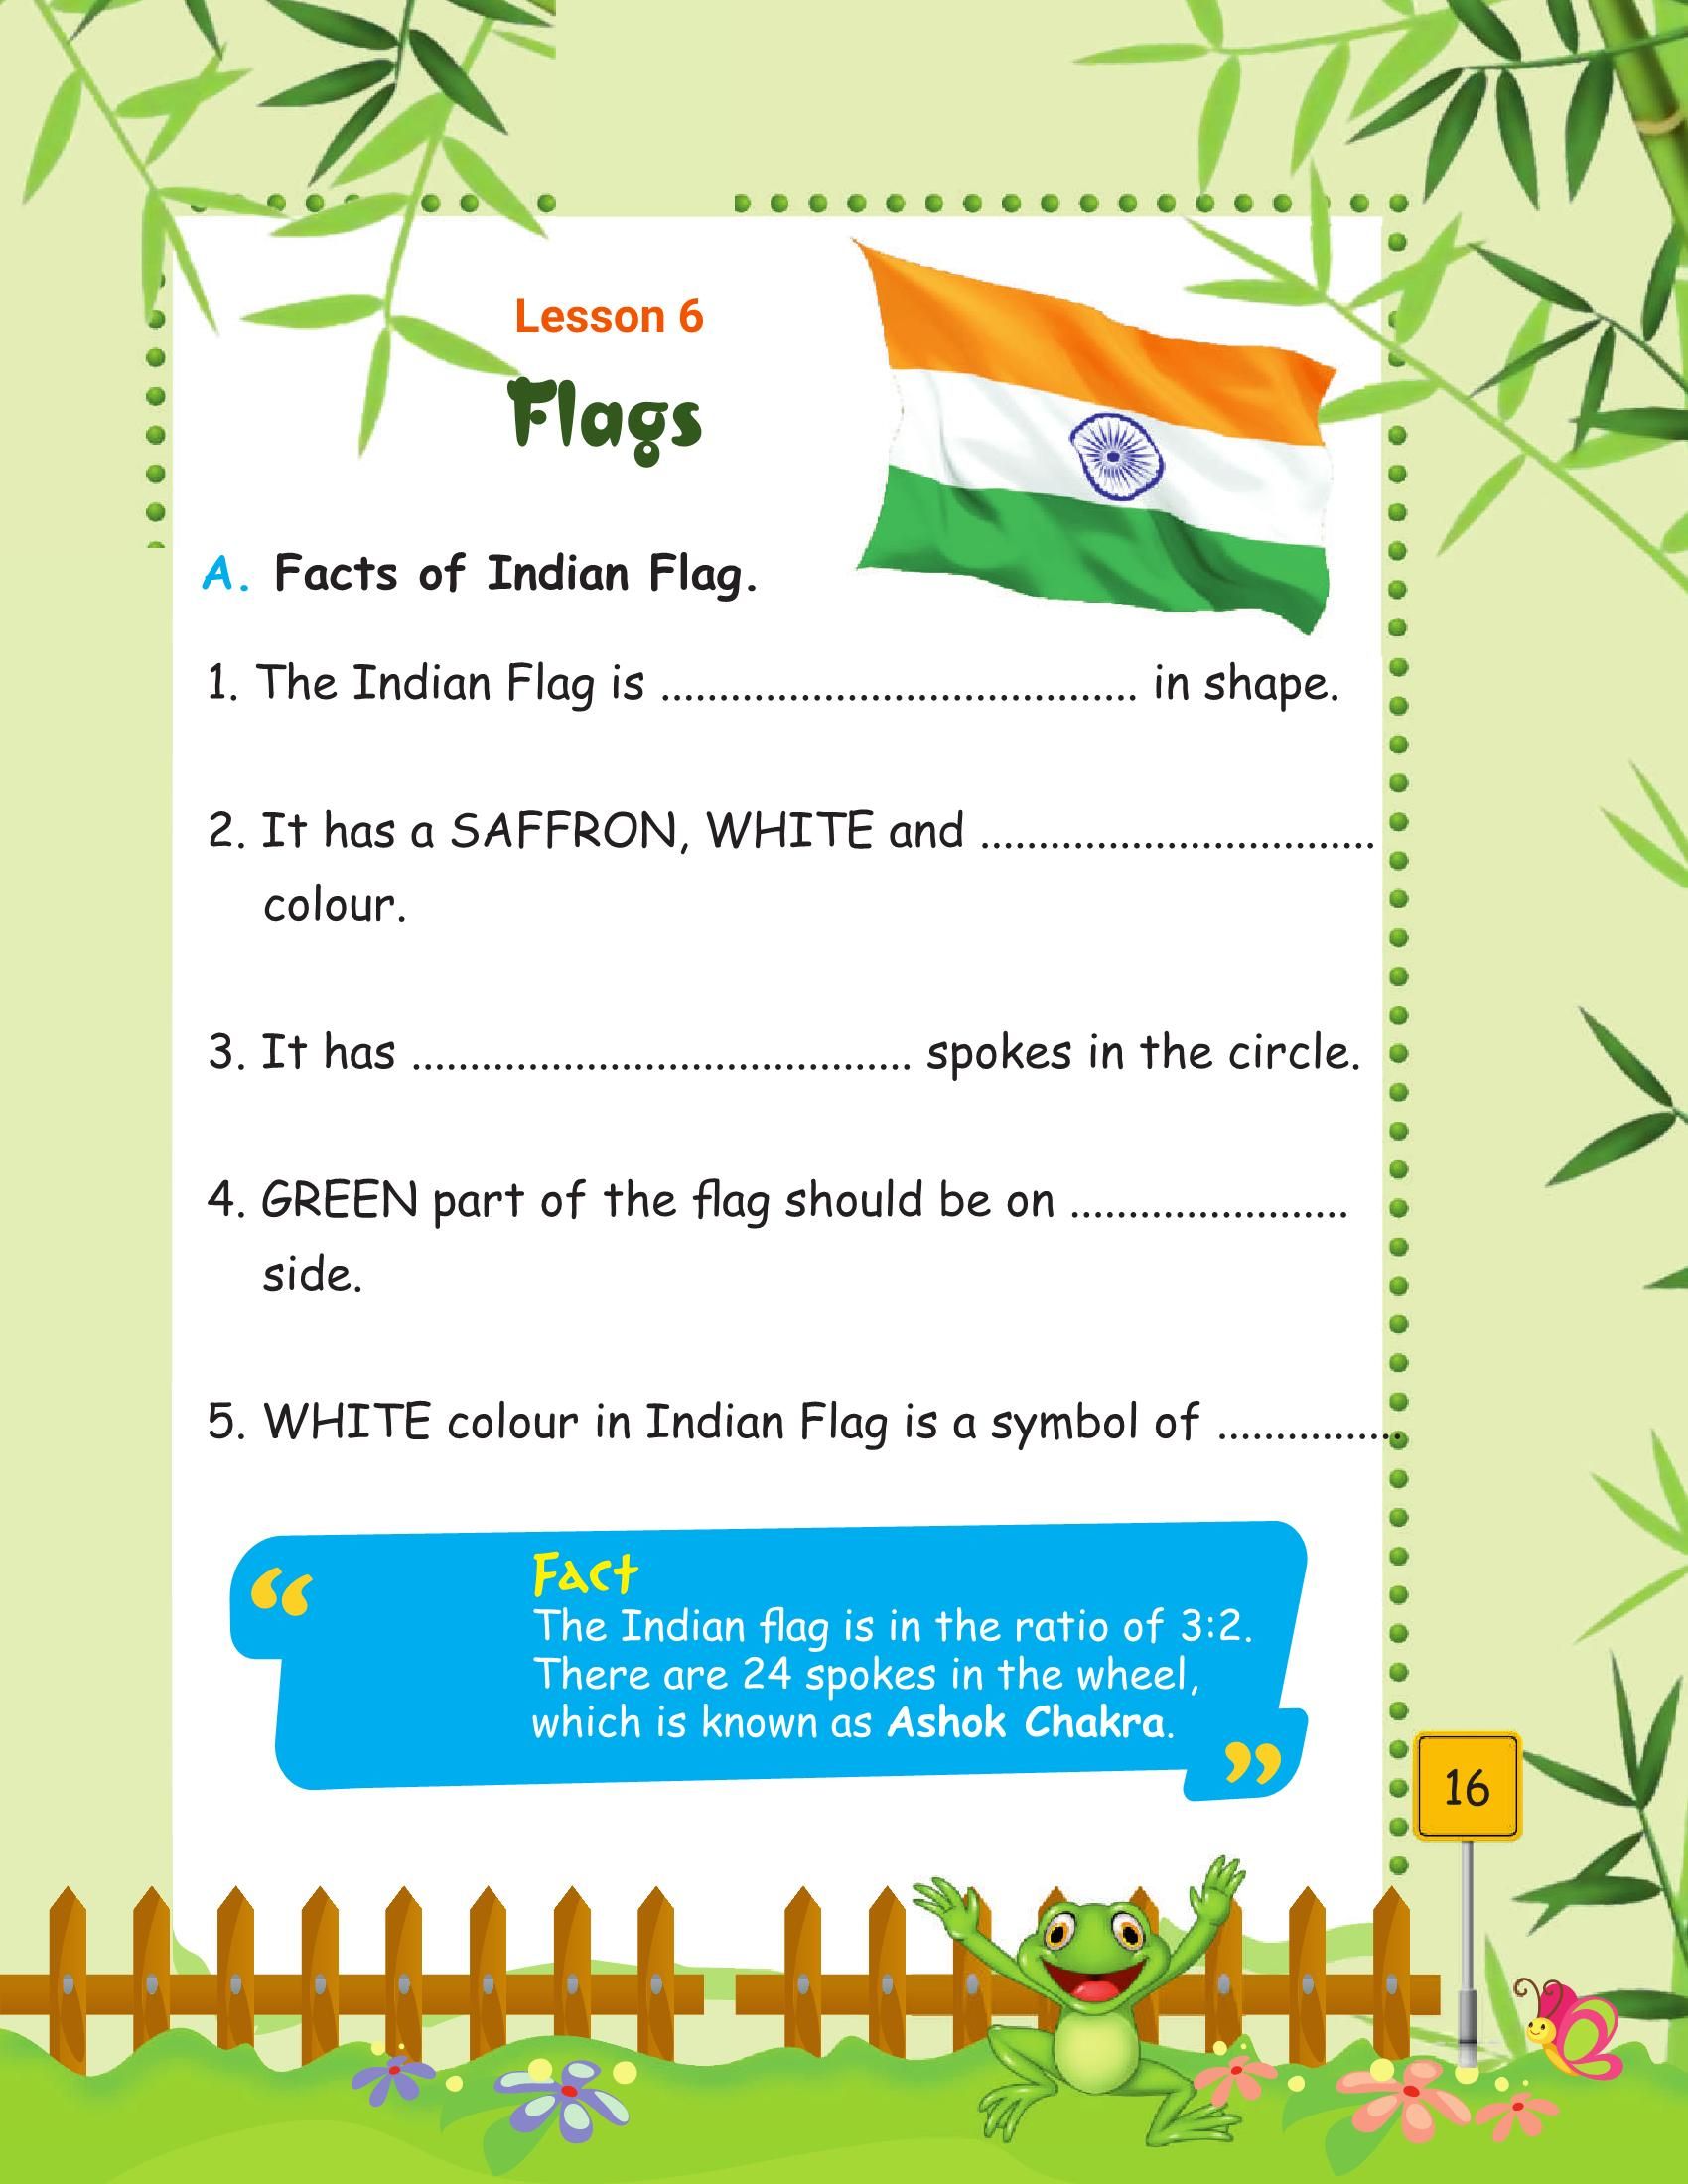 Lesson 6
Flags
A. Facts of Indian Flag.
1. The Indian Flag is ......................................... in shape.
2. It has a SAFFRON, WHITE and ..................................
colour.
3. It has ........................................... spokes in the circle.
4. GREEN part of the flag should be on ........................
side.
5. WHITE colour in Indian Flag is a symbol of ................
“
Fact
The Indian flag is in the ratio of 3:2.
There are 24 spokes in the wheel,
which is known as Ashok Chakra.
”
16